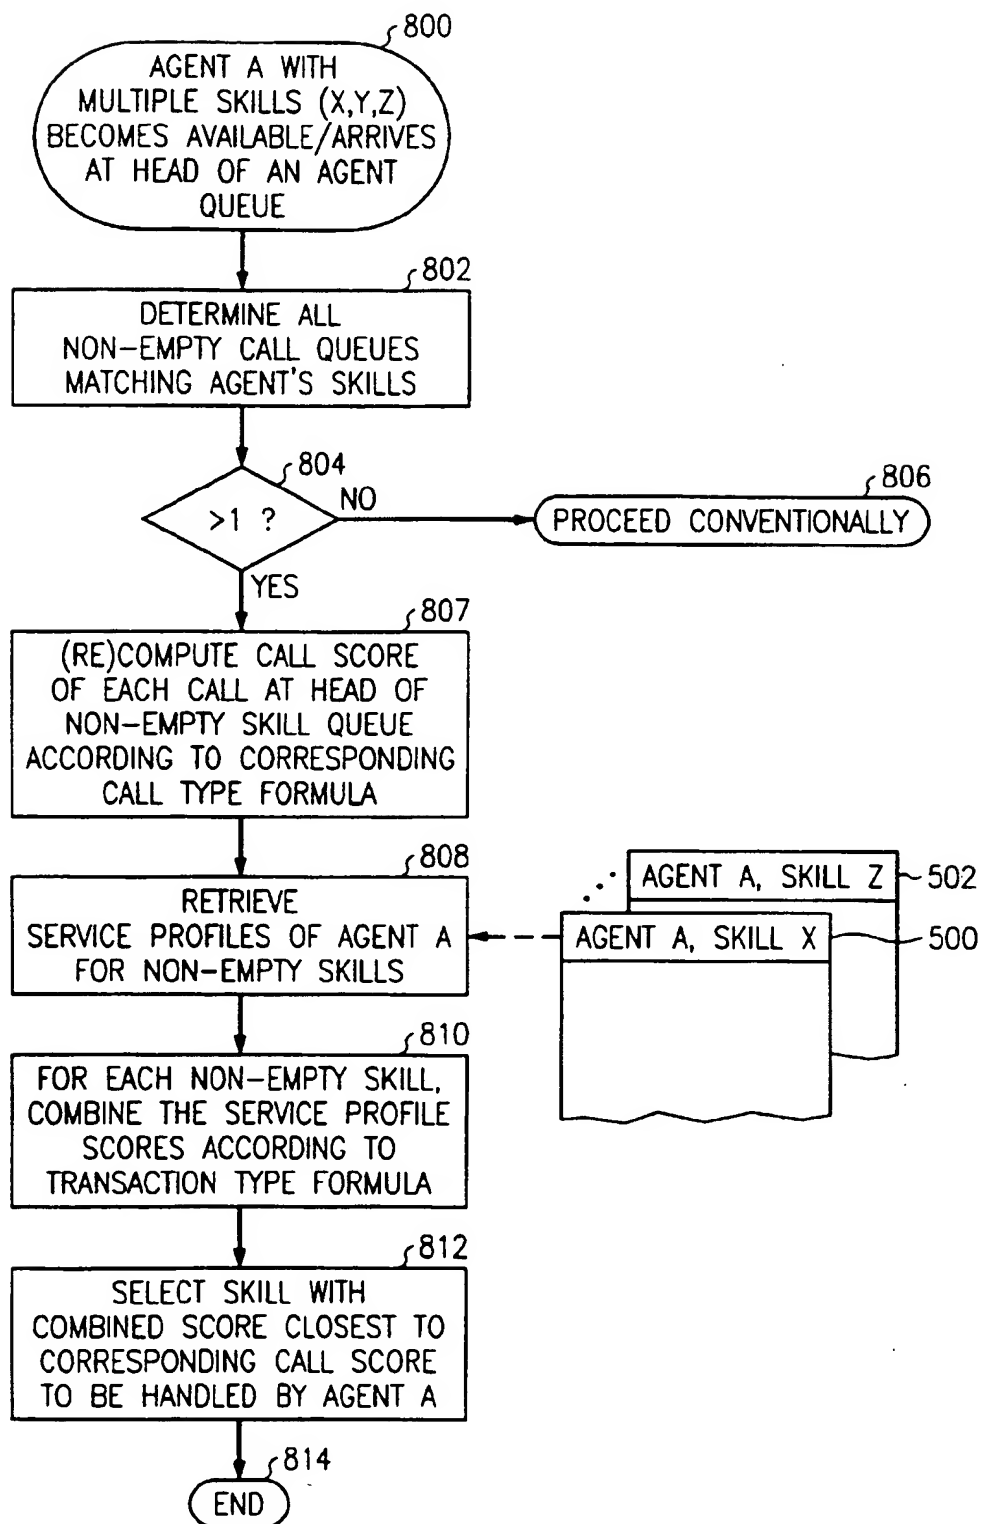 800
AGENT A WITH
MULTIPLE SKILLS (X,Y,Z)
BECOMES AVAILABLE/ARRIVES
AT HEAD OF AN AGENT
QUEUE
802
DETERMINE ALL
NON-EMPTY CALL QUEUES
MATCHING AGENT'S SKILLS
804
>1 ?
NO
806
PROCEED CONVENTIONALLY
YES
807
(RE)COMPUTE CALL SCORE
OF EACH CALL AT HEAD OF
NON-EMPTY SKILL QUEUE
ACCORDING TO CORRESPONDING
CALL TYPE FORMULA
808
RETRIEVE
SERVICE PROFILES OF AGENT A
FOR NON-EMPTY SKILLS
AGENT A, SKILL Z
502
AGENT A, SKILL X
500
810
FOR EACH NON-EMPTY SKILL,
COMBINE THE SERVICE PROFILE
SCORES ACCORDING TO
TRANSACTION TYPE FORMULA
812
SELECT SKILL WITH
COMBINED SCORE CLOSEST TO
CORRESPONDING CALL SCORE
TO BE HANDLED BY AGENT A
814
END